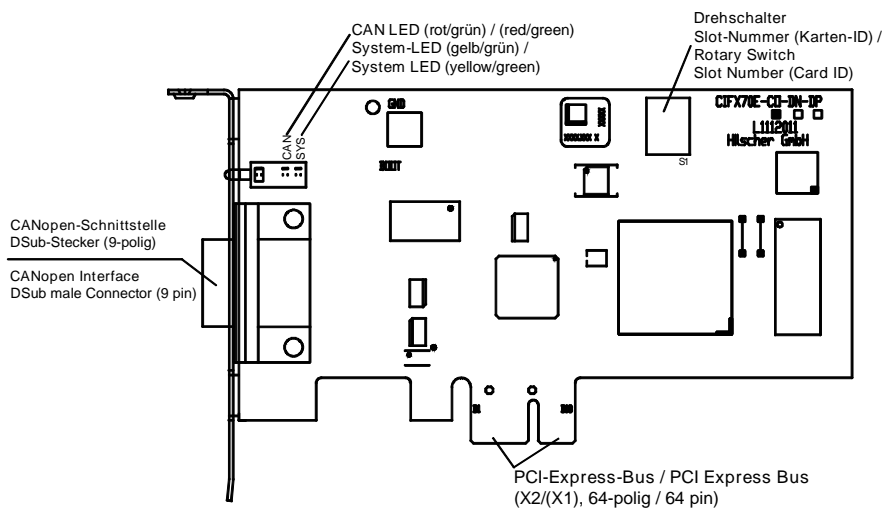 CAN LED (rot/grün) / (red/green)
System-LED (gelb/grün) /
System LED (yellow/green)
Drehschalter
Slot-Nummer (Karten-ID) /
Rotary Switch
Slot Number (Card ID)
CAN
SYS
GND
BOOT
XXXXX
XXXXXXX X
S1
CIFX70E-CO-DN-DP
L1112011
Hilscher GmbH
CANopen-Schnittstelle
DSub-Stecker (9-polig)
CANopen Interface
DSub male Connector (9 pin)
PCI-Express-Bus / PCI Express Bus
(X2/(X1), 64-polig / 64 pin)